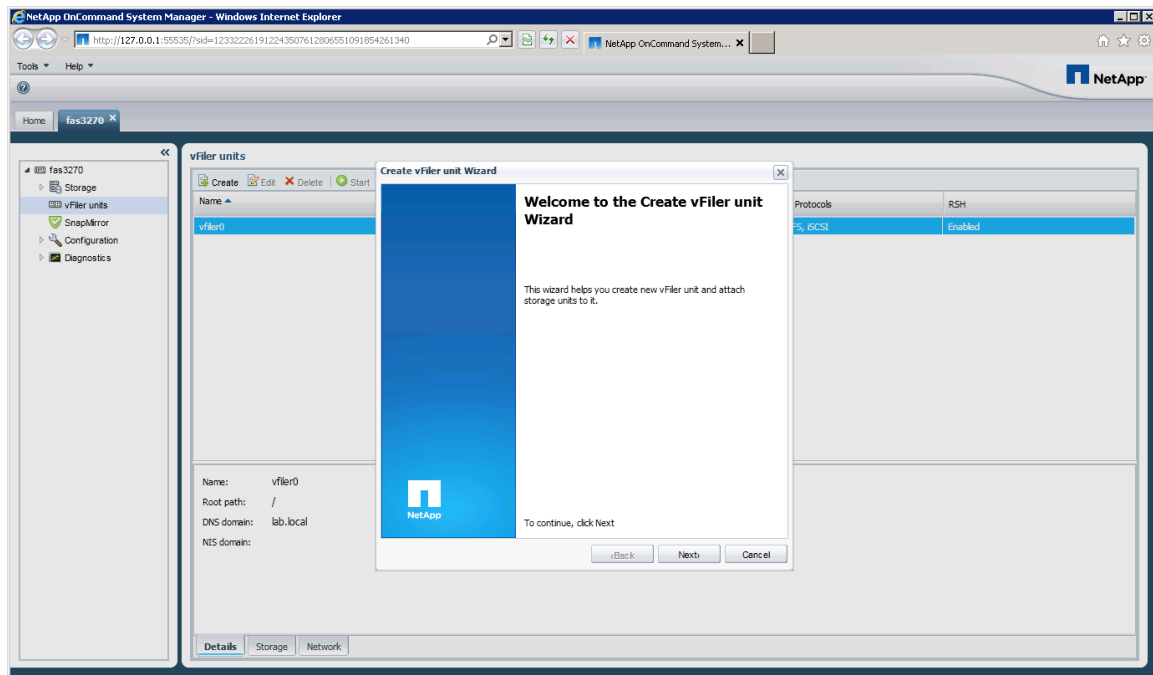 NetApp OnCommand System Manager - Windows Internet Explorer
http://127.0.0.1:55535/?sid=12332226191224350761280655109185426​1340
NetApp OnCommand System... X
Tools Help
NetApp
Home fas3270 X
fas3270
Storage
vFiler units
SnapMirror
Configuration
Diagnostics
vFiler units
Create Edit Delete Start
Name Protocols RSH
vfiler0 FS, iSCSI Enabled
Create vFiler unit Wizard
Welcome to the Create vFiler unit
Wizard
This wizard helps you create new vFiler unit and attach
storage units to it.
To continue, click Next
NetApp
<Back Next> Cancel
Name: vfiler0
Root path: /
DNS domain: lab.local
NIS domain:
Details Storage Network